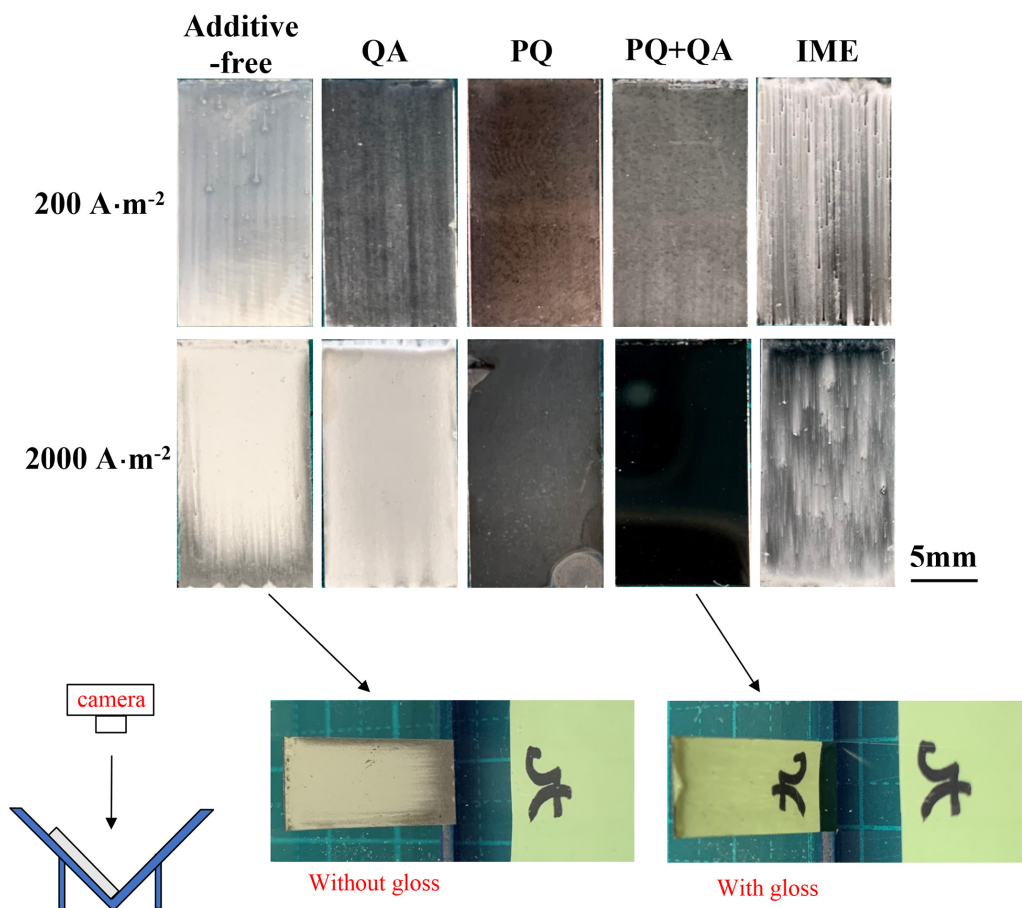 Additive
-free
QA
PQ
PQ+QA
IME
200 A·m⁻²
2000 A·m⁻²
5mm
camera
Without gloss
With gloss